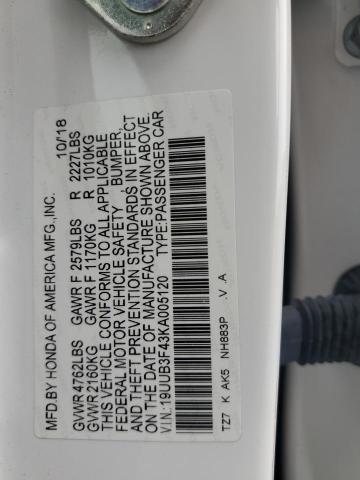 MFD.BY HONDA OF AMERICA MFG.,INC. 10/18
GVWR 4762LBS GAWR F 2579LBS R 2227LBS
GVWR 2160KG GAWR F 1170KG R 1010KG
THIS VEHICLE CONFORMS TO ALL APPLICABLE
FEDERAL MOTOR VEHICLE SAFETY , BUMPER,
AND THEFT PREVENTION STANDARDS IN EFFECT
ON THE DATE OF MANUFACTURE SHOWN ABOVE.
V.I.N.:19UUB3F43KA005120 TYPE:PASSENGER CAR
TZ7 K AK5 NH883P .V .A